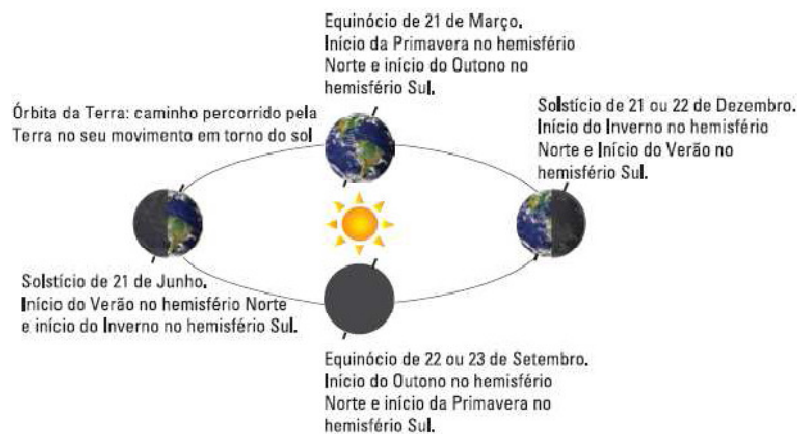 Equinócio de 21 de Março.
Início da Primavera no hemisfério
Norte e início do Outono no
hemisfério Sul.
Órbita da Terra: caminho percorrido pela
Terra no seu movimento em torno do sol
Solstício de 21 ou 22 de Dezembro.
Início do Inverno no hemisfério
Norte e Início do Verão no
hemisfério Sul.
Solstício de 21 de Junho.
Início do Verão no hemisfério Norte
e início do Inverno no hemisfério Sul.
Equinócio de 22 ou 23 de Setembro.
Início do Outono no hemisfério
Norte e início da Primavera no
hemisfério Sul.